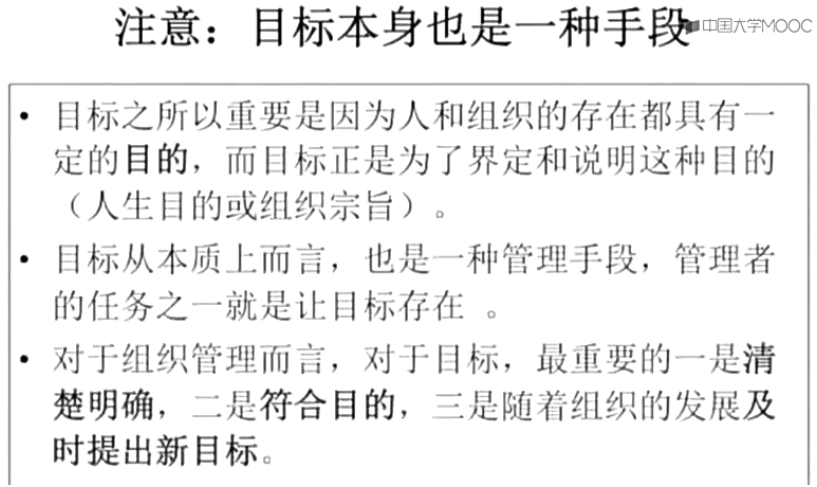 注意：目标本身也是一种手段
中国大学MOOC
• 目标之所以重要是因为人和组织的存在都具有一
定的目的，而目标正是为了界定和说明这种目的
（人生目的或组织宗旨）。
• 目标从本质上而言，也是一种管理手段，管理者
的任务之一就是让目标存在 。
• 对于组织管理而言，对于目标，最重要的一是清
楚明确，二是符合目的，三是随着组织的发展及
时提出新目标。